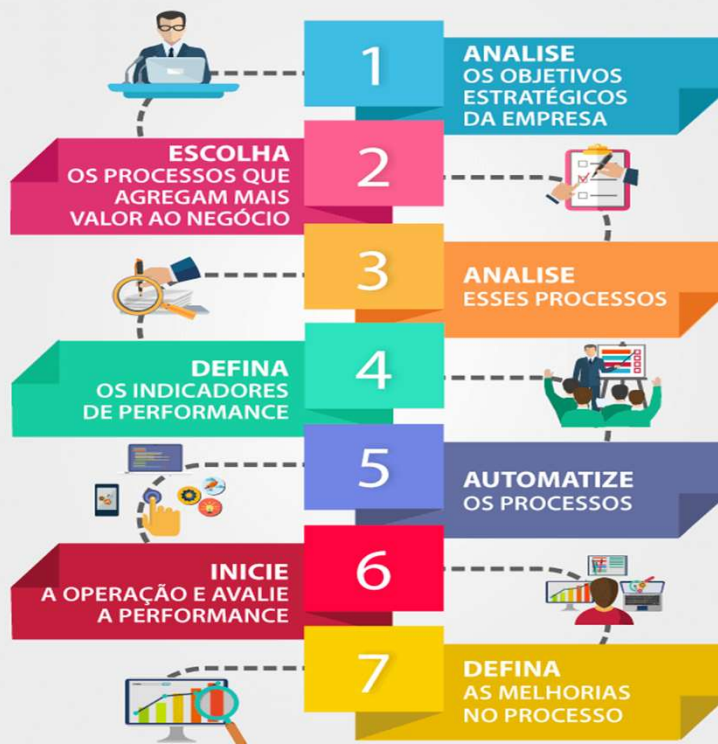 1
ANALISE
OS OBJETIVOS
ESTRATÉGICOS
DA EMPRESA
2
ESCOLHA
OS PROCESSOS QUE
AGREGAM MAIS
VALOR AO NEGÓCIO
3
ANALISE
ESSES PROCESSOS
4
DEFINA
OS INDICADORES
DE PERFORMANCE
5
AUTOMATIZE
OS PROCESSOS
6
INICIE
A OPERAÇÃO E AVALIE
A PERFORMANCE
7
DEFINA
AS MELHORIAS
NO PROCESSO